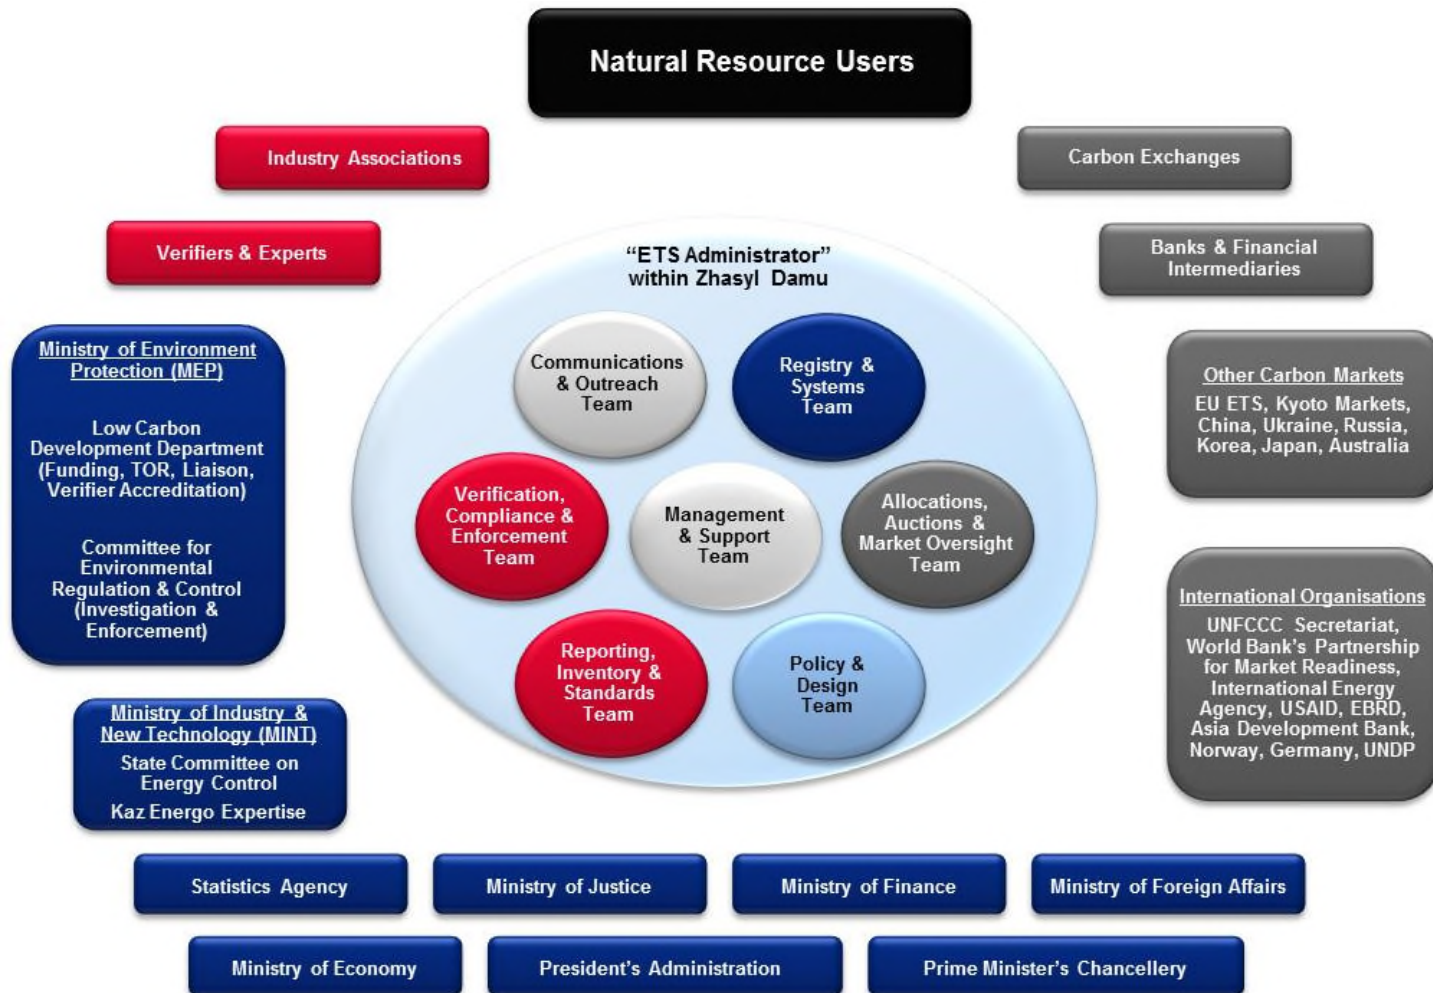 Natural Resource Users
Industry Associations
Carbon Exchanges
Verifiers & Experts
Banks & Financial
Intermediaries
“ETS Administrator”
within Zhasyl Damu
Communications
& Outreach
Team
Registry &
Systems
Team
Verification,
Compliance &
Enforcement
Team
Management
& Support
Team
Allocations,
Auctions &
Market Oversight
Team
Reporting,
Inventory &
Standards
Team
Policy &
Design
Team
Ministry of Environment
Protection (MEP)
Low Carbon
Development Department
(Funding, TOR, Liaison,
Verifier Accreditation)
Committee for
Environmental
Regulation & Control
(Investigation &
Enforcement)
Ministry of Industry &
New Technology (MINT)
State Committee on
Energy Control
Kaz Energo Expertise
Other Carbon Markets
EU ETS, Kyoto Markets,
China, Ukraine, Russia,
Korea, Japan, Australia
International Organisations
UNFCCC Secretariat,
World Bank’s Partnership
for Market Readiness,
International Energy
Agency, USAID, EBRD,
Asia Development Bank,
Norway, Germany, UNDP
Statistics Agency
Ministry of Justice
Ministry of Finance
Ministry of Foreign Affairs
Ministry of Economy
President’s Administration
Prime Minister’s Chancellery